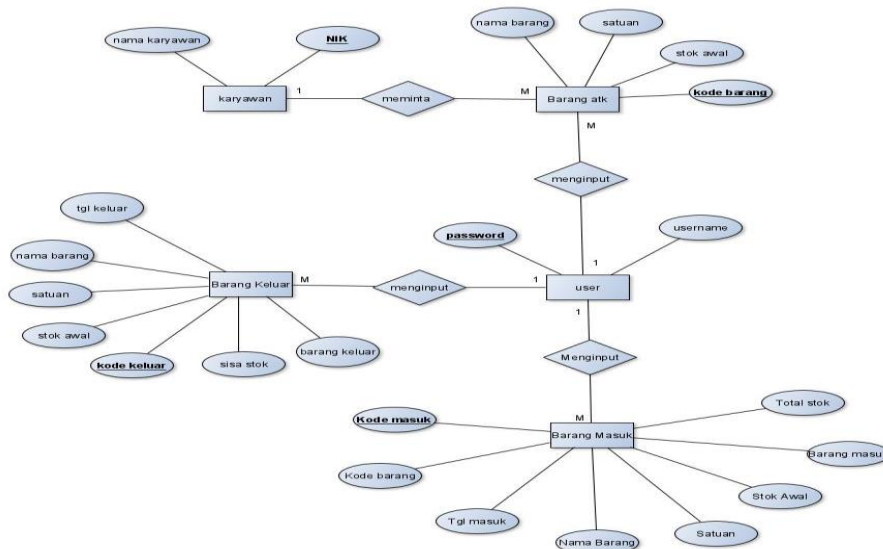 nama barang
satuan
nama karyawan
NIK
stok awal
karyawan
1
meminta
M
Barang atk
kode barang
M
menginput
tgl keluar
password
username
nama barang
1
Barang Keluar
M
menginput
1
user
satuan
1
stok awal
kode keluar
sisa stok
barang keluar
Menginput
Total stok
Kode masuk
M
Barang Masuk
Barang masuk
Kode barang
Stok Awal
Tgl masuk
Nama Barang
Satuan